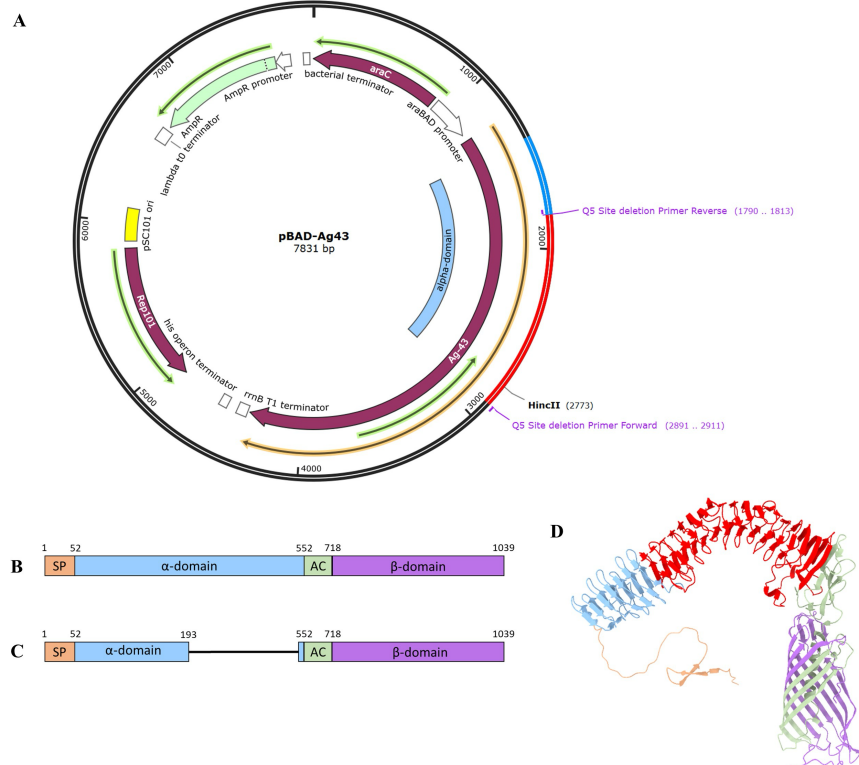 A
7000
1000
AmpR promoter
bacterial terminator
araC
araBAD promoter
AmpR
lambda t0 terminator
pSC101 ori
6000
pBAD-Ag43
7831 bp
alpha-domain
Q5 Site deletion Primer Reverse (1790 .. 1813)
2000
Rep101
his operon terminator
rrnB T1 terminator
Ag-43
HincII (2773)
3000
Q5 Site deletion Primer Forward (2891 .. 2911)
5000
4000
B
1 52 552 718 1039
SP α-domain AC β-domain
C
1 52 193 552 718 1039
SP α-domain AC β-domain
D